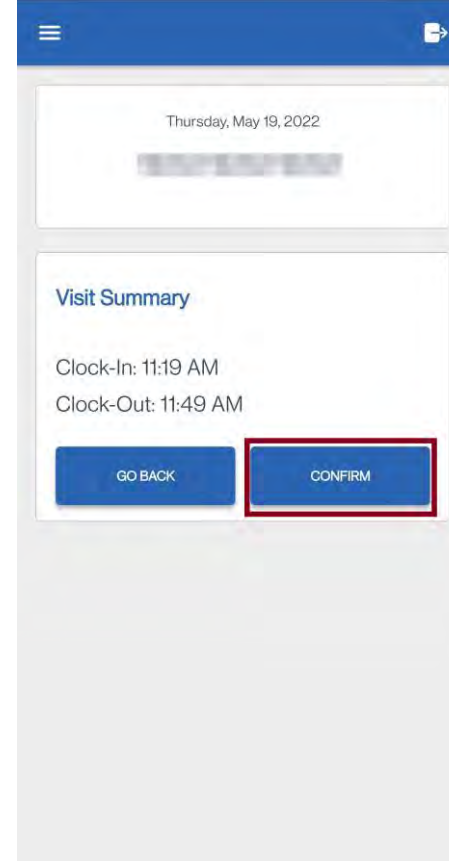 Thursday, May 19, 2022
Visit Summary
Clock-In: 11:19 AM
Clock-Out: 11:49 AM
GO BACK
CONFIRM